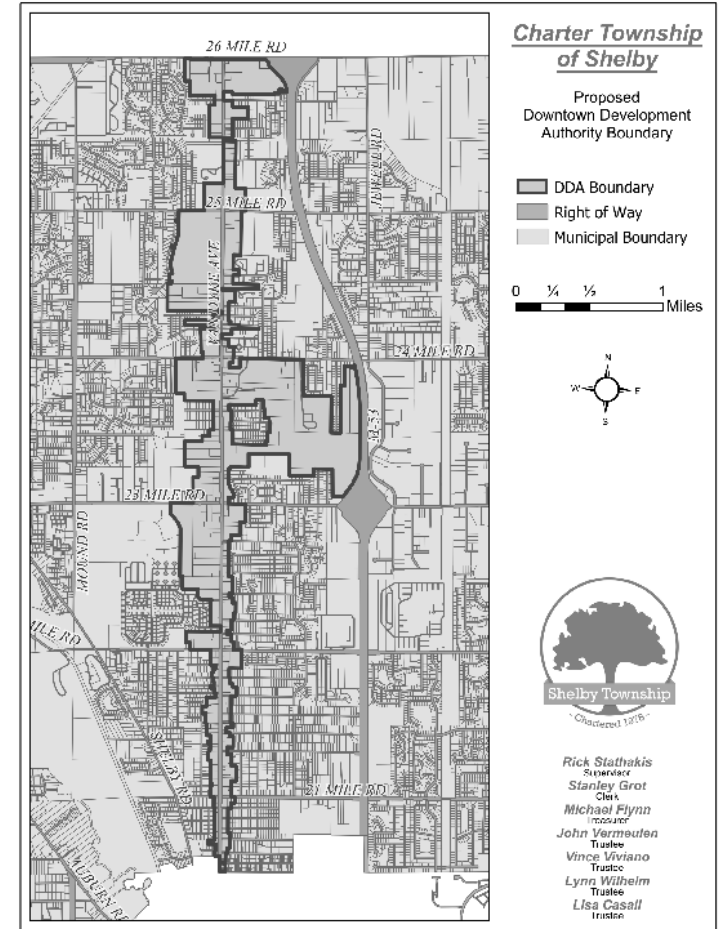 Charter Township
of Shelby
Proposed
Downtown Development
Authority Boundary
DDA Boundary
Right of Way
Municipal Boundary
0 ¼ ½ 1
Miles
N
W E
S
26 MILE RD
25 MILE RD
JEWELL RD
VAN DYKE AVE
24 MILE RD
M-53
23 MILE RD
MOUND RD
MILE RD
SHELBY RD
21 MILE RD
AUBURN RD
Shelby Township
Rick Stathakis
Supervisor
Stanley Grot
Clerk
Michael Flynn
Treasurer
John Vermeulen
Trustee
Vince Viviano
Trustee
Lynn Wilhelm
Trustee
Lisa Casali
Trustee